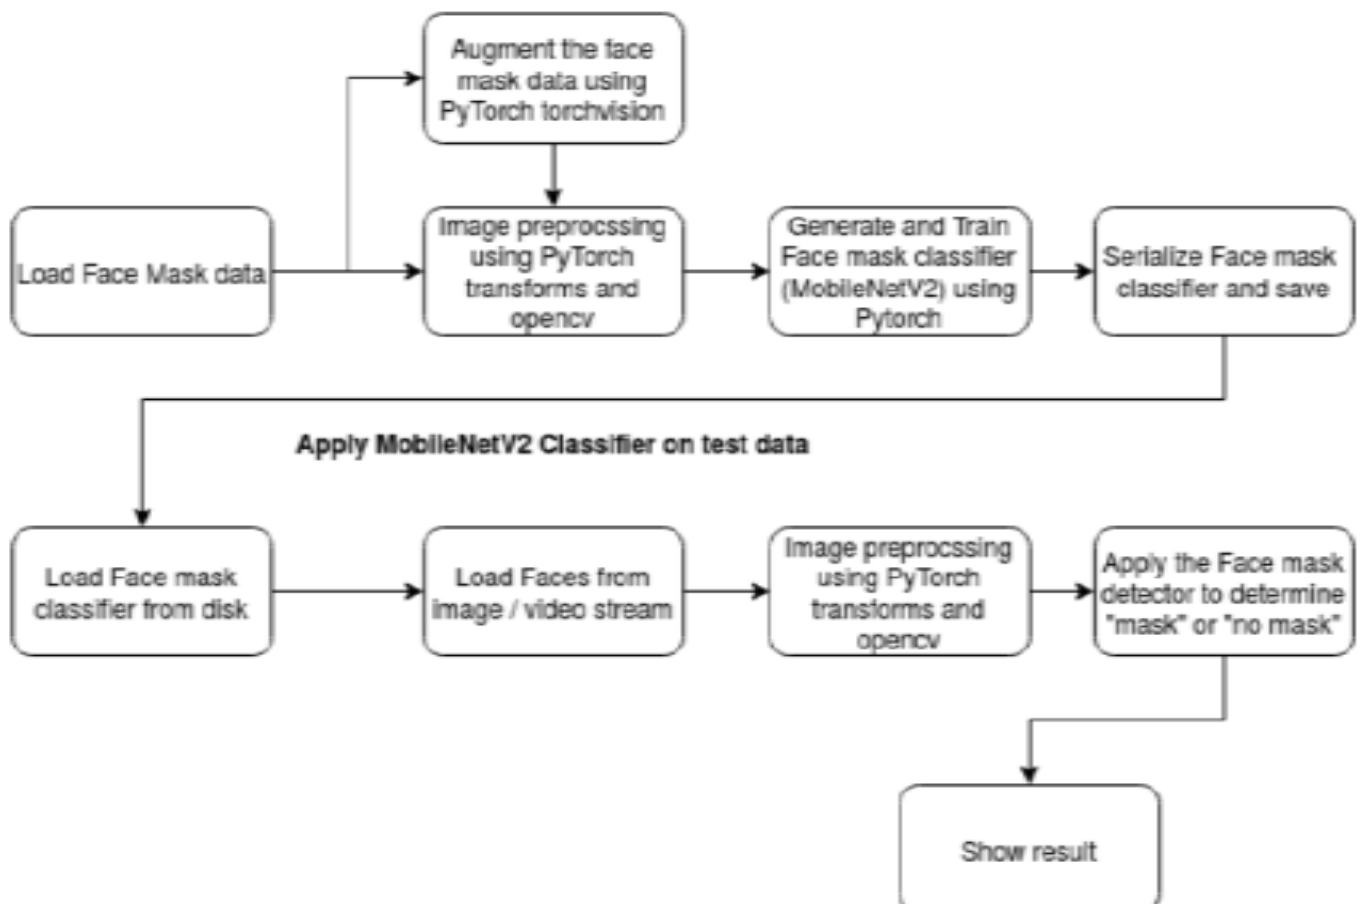 Augment the face
mask data using
PyTorch torchvision
Load Face Mask data
Image preprocssing
using PyTorch
transforms and
opencv
Generate and Train
Face mask classifier
(MobileNetV2) using
Pytorch
Serialize Face mask
classifier and save
Apply MobileNetV2 Classifier on test data
Load Face mask
classifier from disk
Load Faces from
image / video stream
Image preprocssing
using PyTorch
transforms and
opencv
Apply the Face mask
detector to determine
"mask" or "no mask"
Show result